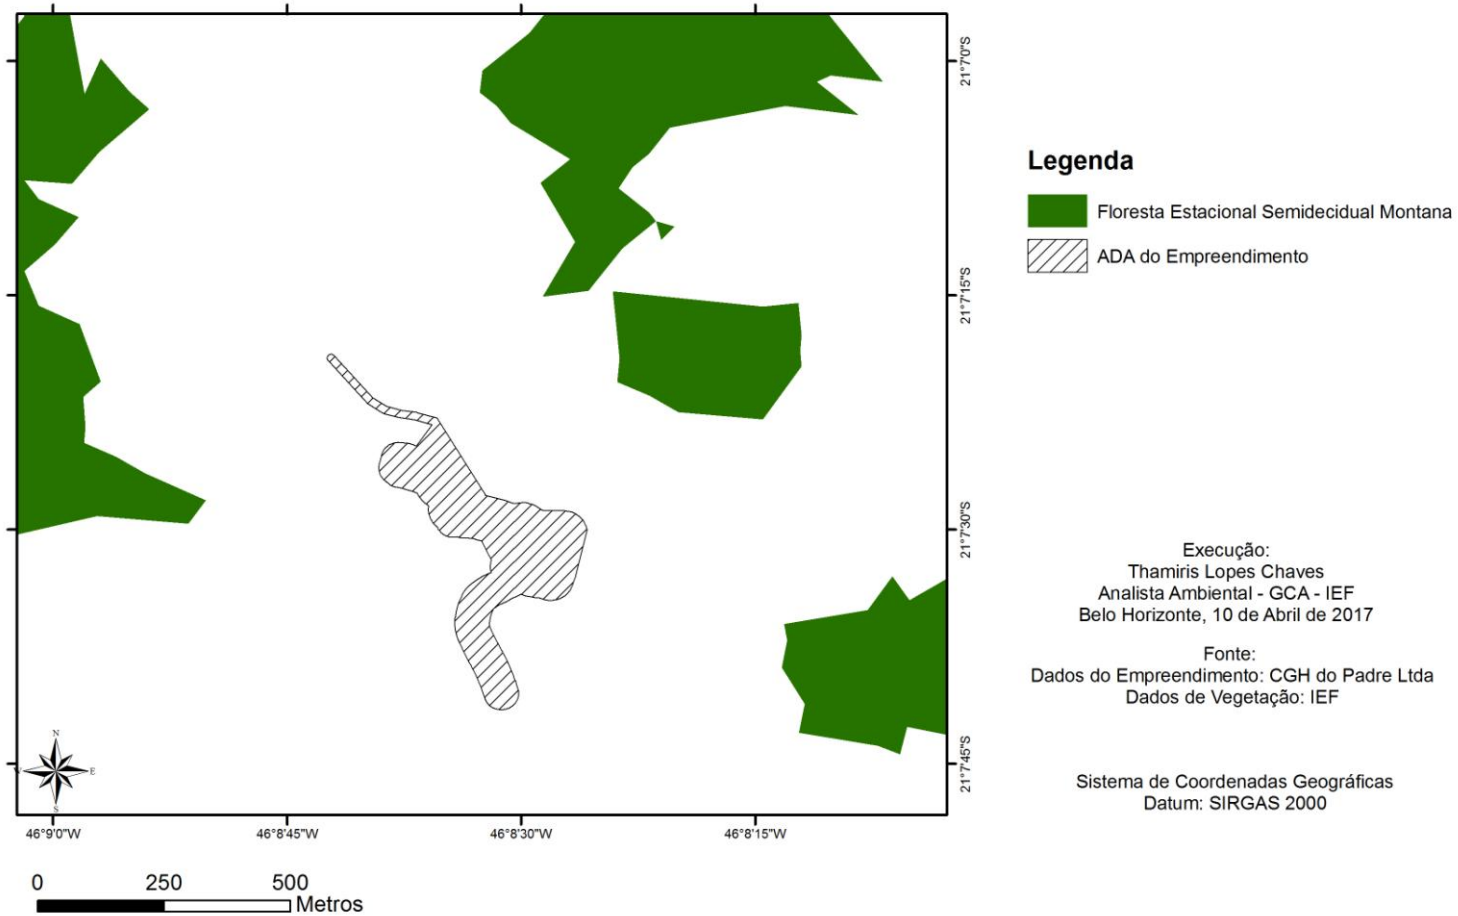 21°7'0"S
21°7'15"S
21°7'30"S
21°7'45"S
N
E
S
46°9'0"W
46°8'45"W
46°8'30"W
46°8'15"W
0 250 500
Metros
Legenda
Floresta Estacional Semidecidual Montana
ADA do Empreendimento
Execução:
Thamiris Lopes Chaves
Analista Ambiental - GCA - IEF
Belo Horizonte, 10 de Abril de 2017
Fonte:
Dados do Empreendimento: CGH do Padre Ltda
Dados de Vegetação: IEF
Sistema de Coordenadas Geográficas
Datum: SIRGAS 2000